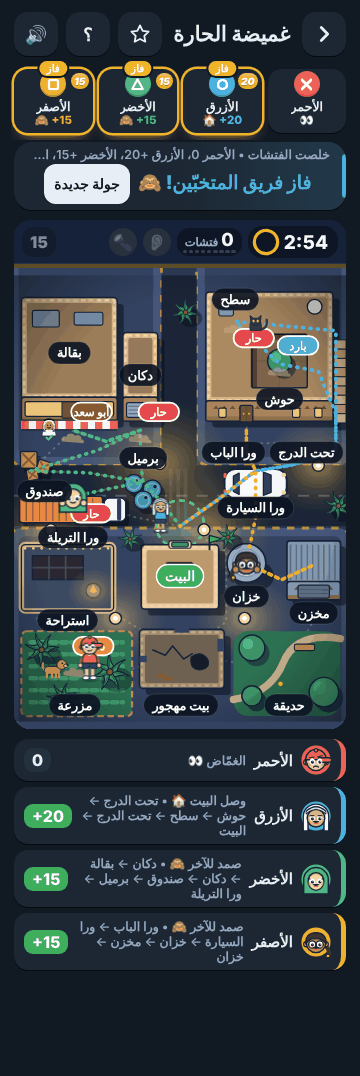 غميضة الحارة
؟
فاز
فاز
فاز
الأحمر
👀
20
الأزرق
+20 🏠
15
الأخضر
+15 🙈
15
الأصفر
+15 🙈
خلصت الفتشات • الأحمر 0، الأزرق +20، الأخضر +15، ا...
فاز فريق المتخبّين! 🙈
جولة جديدة
2:54
0 فتشات
15
سطح
حار
بارد
بقالة
دكان
حوش
أبو سعد
حار
برميل
ورا الباب
تحت الدرج
صندوق
حار
ورا السيارة
ورا التريلة
البيت
خزان
مخزن
استراحة
مزرعة
بيت مهجور
حديقة
الأحمر
الغمّاض 👀
0
الأزرق
وصل البيت 🏠 • تحت الدرج ←
حوش ← سطح ← تحت الدرج ←
البيت
+20
الأخضر
صمد للآخر 🙈 • دكان ← بقالة
← دكان ← صندوق ← برميل ←
ورا التريلة
+15
الأصفر
صمد للآخر 🙈 • ورا الباب ← ورا
السيارة ← خزان ← مخزن ←
خزان
+15